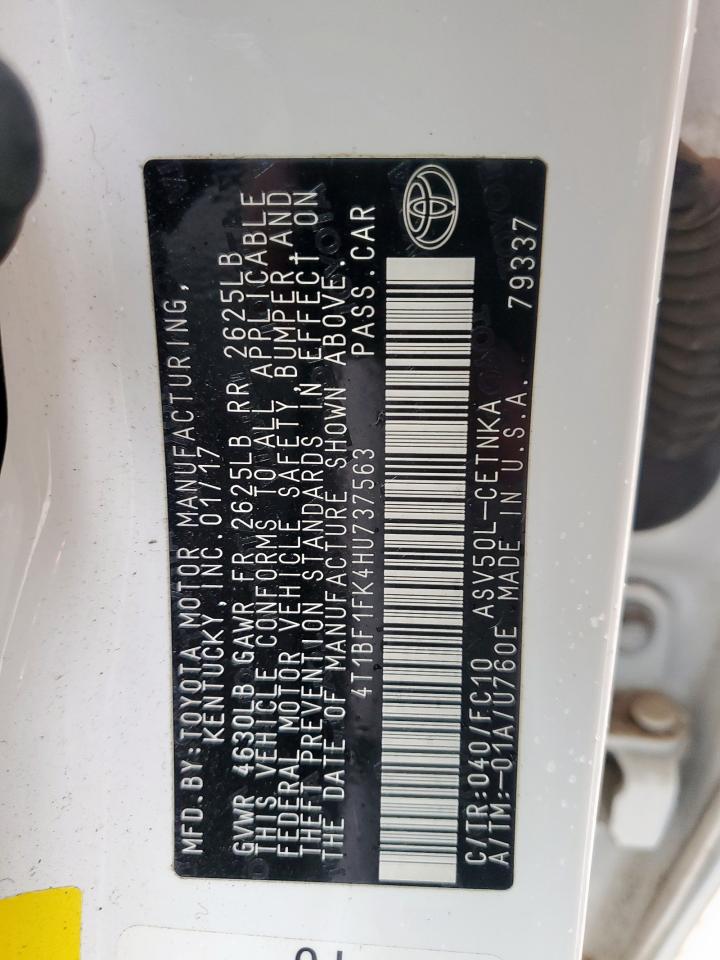 MFD.BY:TOYOTA MOTOR MANUFACTURING,
KENTUCKY, INC.01/17
GVWR 4630LB GAWR FR 2625LB RR 2625LB
THIS VEHICLE CONFORMS TO ALL APPLICABLE
FEDERAL MOTOR VEHICLE SAFETY,BUMPER,AND
THEFT PREVENTION STANDARDS IN EFFECT ON
THE DATE OF MANUFACTURE SHOWN ABOVE.
4T1BF1FK4HU737563 PASS.CAR
C/TR:040/FC10 ASV50L-CETNKA
A/TM:-01A/U760E MADE IN U.S.A. 79337